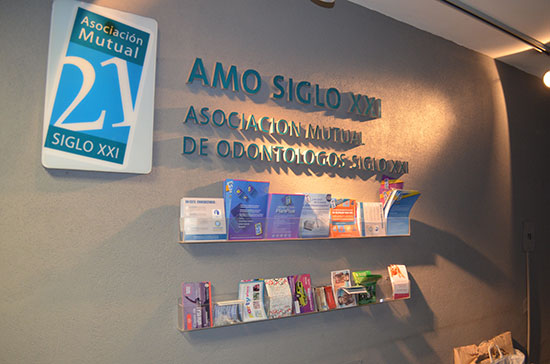 Asociación
Mutual
21
SIGLO XXI
AMO SIGLO XXI
ASOCIACION MUTUAL
DE ODONTOLOGOS SIGLO XXI